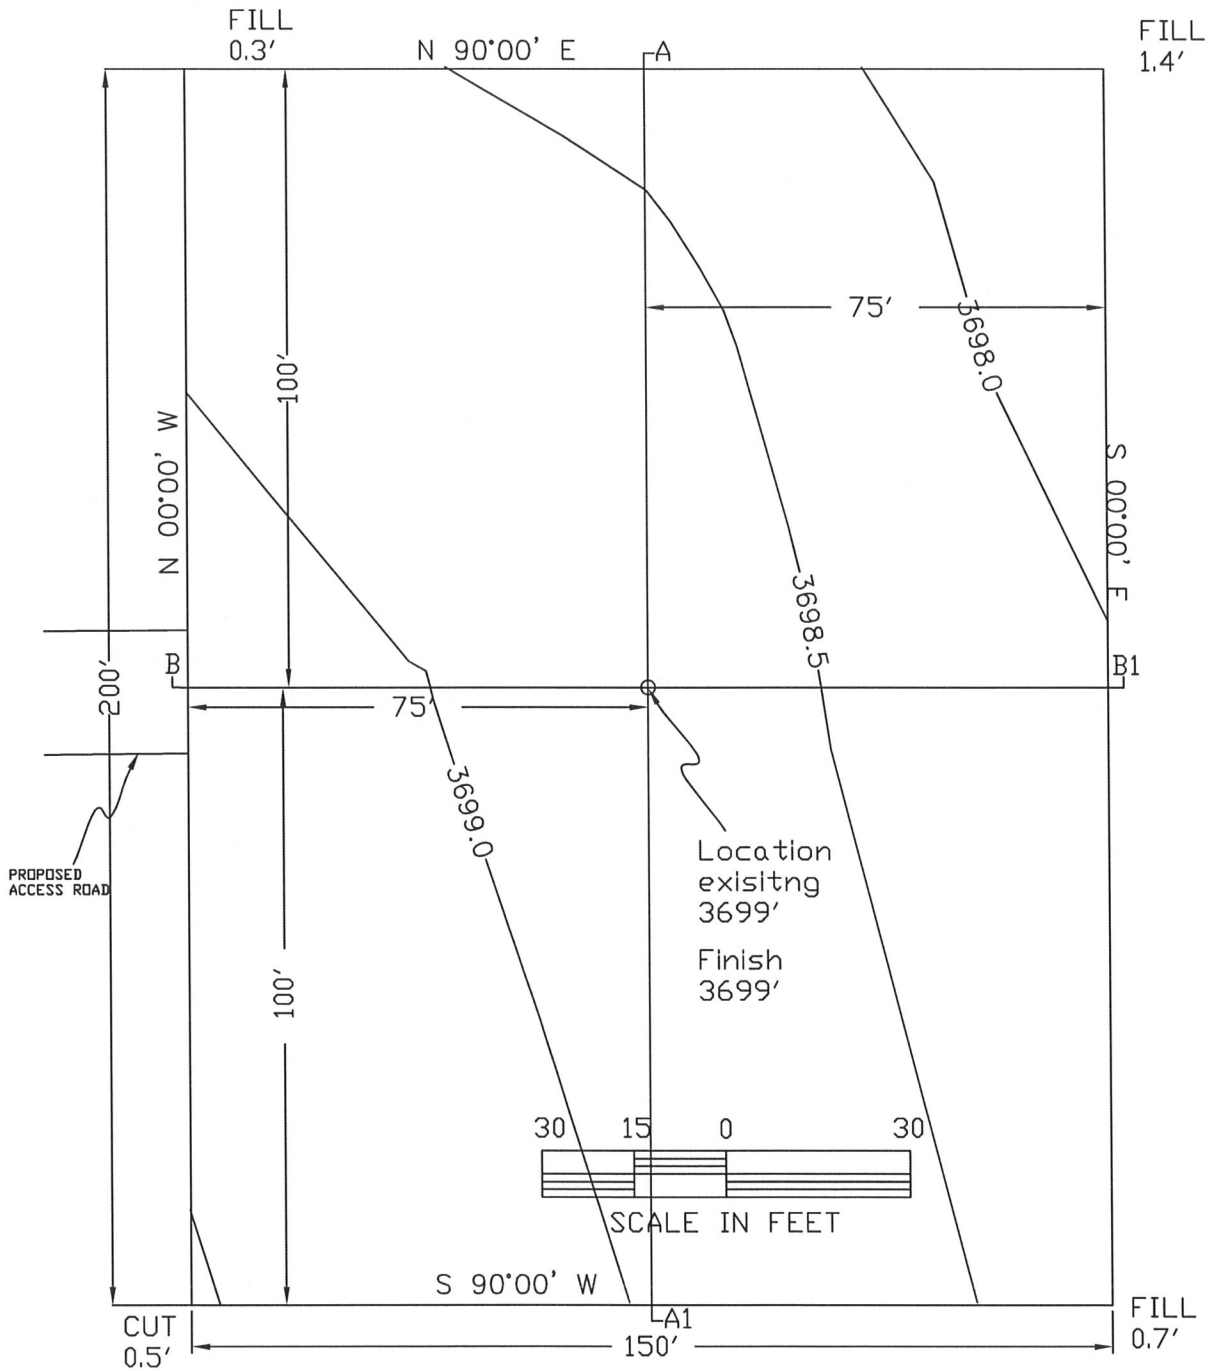 FILL
0.3'
N 90°00' E
A
FILL
1.4'
75'
3698.0
100'
N 00°00' W
S 00°00' E
3698.5
B
B1
200'
75'
3699.0
PROPOSED
ACCESS ROAD
Location
exisitng
3699'
Finish
3699'
100'
30 15 0 30
SCALE IN FEET
S 90°00' W
A1
CUT
0.5'
150'
FILL
0.7'